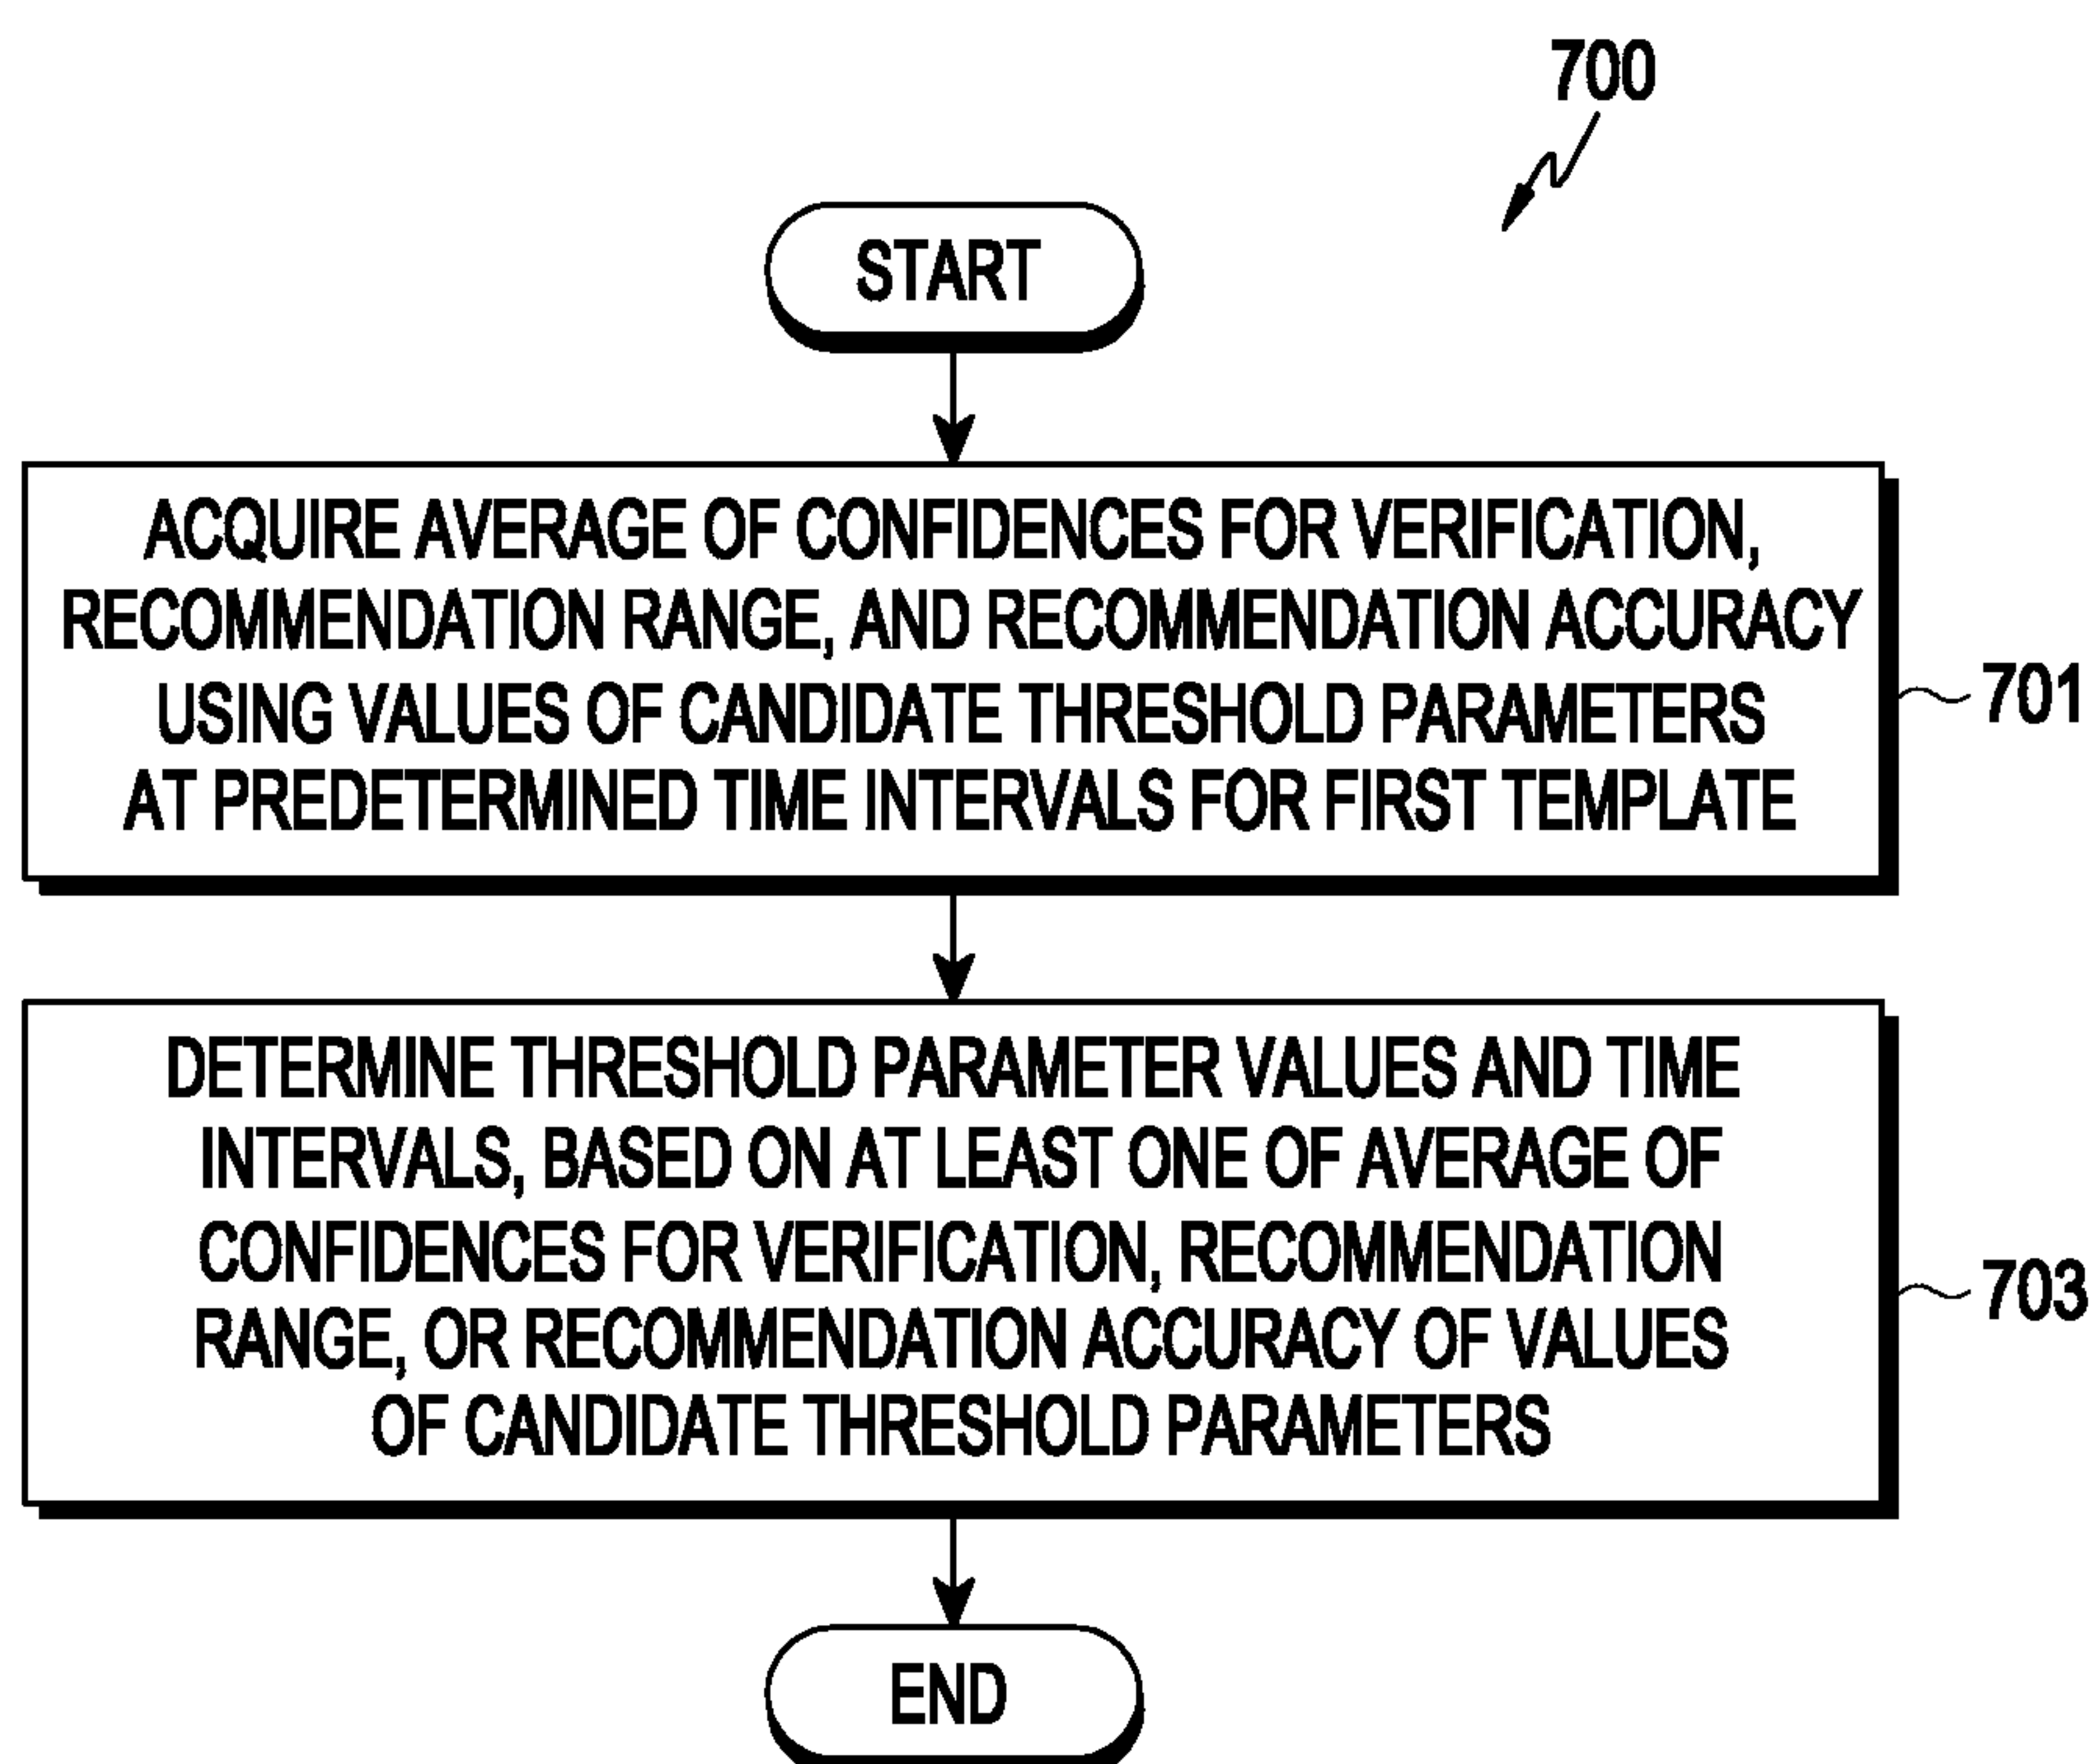 700
START
ACQUIRE AVERAGE OF CONFIDENCES FOR VERIFICATION,
RECOMMENDATION RANGE, AND RECOMMENDATION ACCURACY
USING VALUES OF CANDIDATE THRESHOLD PARAMETERS
AT PREDETERMINED TIME INTERVALS FOR FIRST TEMPLATE
701
DETERMINE THRESHOLD PARAMETER VALUES AND TIME
INTERVALS, BASED ON AT LEAST ONE OF AVERAGE OF
CONFIDENCES FOR VERIFICATION, RECOMMENDATION
RANGE, OR RECOMMENDATION ACCURACY OF VALUES
OF CANDIDATE THRESHOLD PARAMETERS
703
END